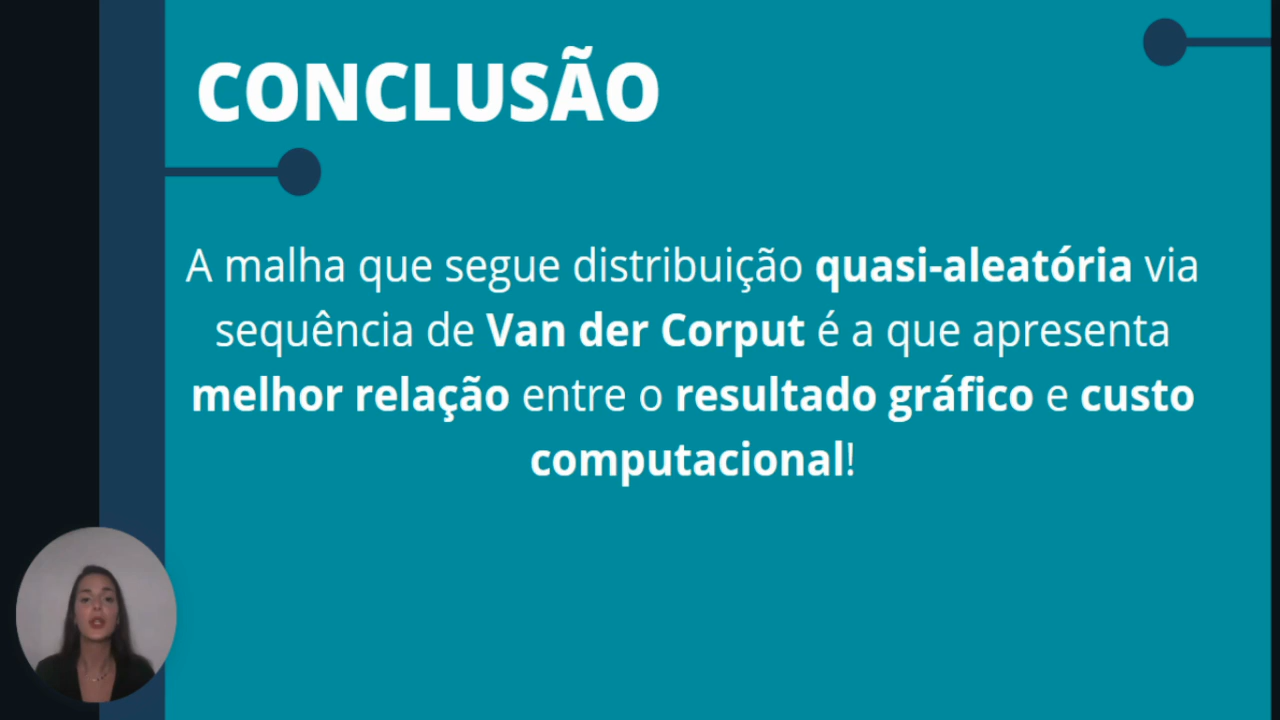 CONCLUSÃO
A malha que segue distribuição quasi-aleatória via
sequência de Van der Corput é a que apresenta
melhor relação entre o resultado gráfico e custo
computacional!